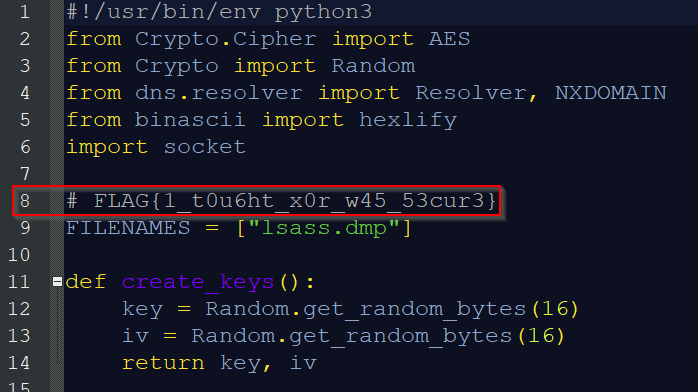 1 #!/usr/bin/env python3
2 from Crypto.Cipher import AES
3 from Crypto import Random
4 from dns.resolver import Resolver, NXDOMAIN
5 from binascii import hexlify
6 import socket
7
8 # FLAG{1_t0u6ht_x0r_w45_53cur3}
9 FILENAMES = ["lsass.dmp"]
10
11 def create_keys():
12     key = Random.get_random_bytes(16)
13     iv = Random.get_random_bytes(16)
14     return key, iv
15